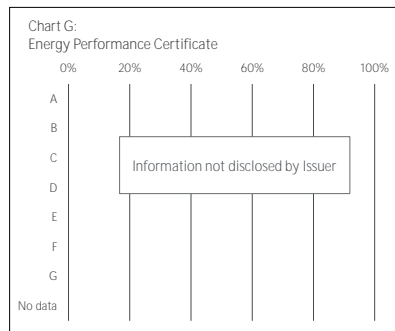 Chart G:
Energy Performance Certificate
0% 20% 40% 60% 80% 100%
A
B
C
Information not disclosed by Issuer
D
E
F
G
No data